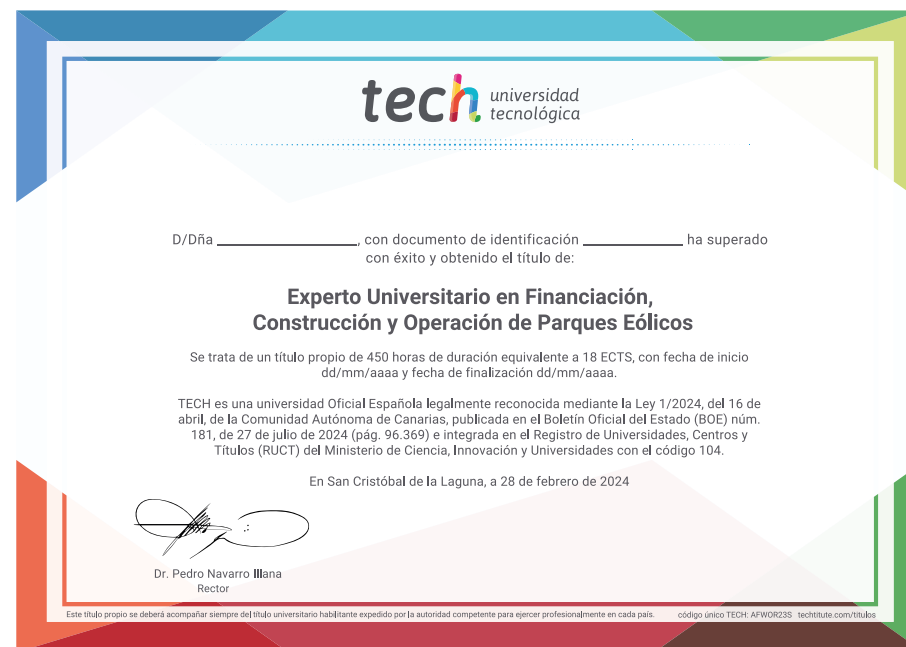 tech universidad
tecnológica
D/Dña ____________________, con documento de identificación ______________ ha superado
con éxito y obtenido el título de:
Experto Universitario en Financiación,
Construcción y Operación de Parques Eólicos
Se trata de un título propio de 450 horas de duración equivalente a 18 ECTS, con fecha de inicio
dd/mm/aaaa y fecha de finalización dd/mm/aaaa.
TECH es una universidad Oficial Española legalmente reconocida mediante la Ley 1/2024, del 16 de
abril, de la Comunidad Autónoma de Canarias, publicada en el Boletín Oficial del Estado (BOE) núm.
181, de 27 de julio de 2024 (pág. 96.369) e integrada en el Registro de Universidades, Centros y
Títulos (RUCT) del Ministerio de Ciencia, Innovación y Universidades con el código 104.
En San Cristóbal de la Laguna, a 28 de febrero de 2024
Dr. Pedro Navarro Illana
Rector
Este título propio se deberá acompañar siempre del título universitario habilitante expedido por la autoridad competente para ejercer profesionalmente en cada país. código único TECH: AFWOR23S techtitute.com/titulos